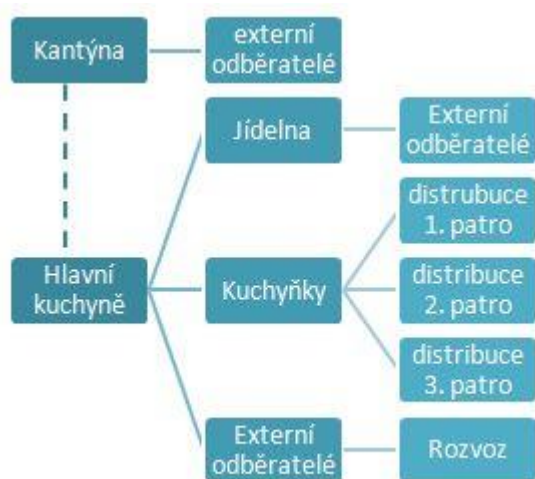 Kantýna
externí
odběratelé
Jídelna
Externí
odběratelé
distrubuce
1. patro
Hlavní
kuchyně
Kuchyňky
distribuce
2. patro
distribuce
3. patro
Externí
odběratelé
Rozvoz